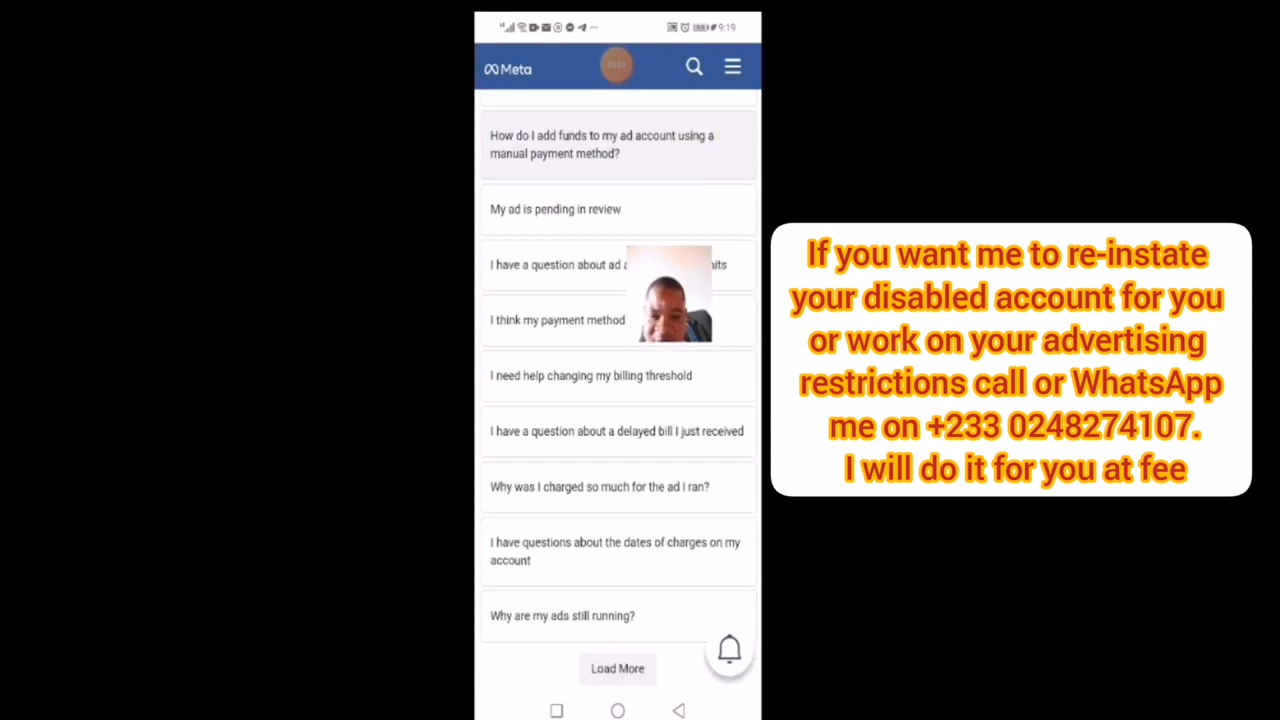 9:19
Meta
How do I add funds to my ad account using a
manual payment method?
My ad is pending in review
I have a question about ad
I think my payment method
I need help changing my billing threshold
I have a question about a delayed bill I just received
Why was I charged so much for the ad I ran?
I have questions about the dates of charges on my
account
Why are my ads still running?
Load More
If you want me to re-instate
your disabled account for you
or work on your advertising
restrictions call or WhatsApp
me on +233 0248274107.
I will do it for you at fee